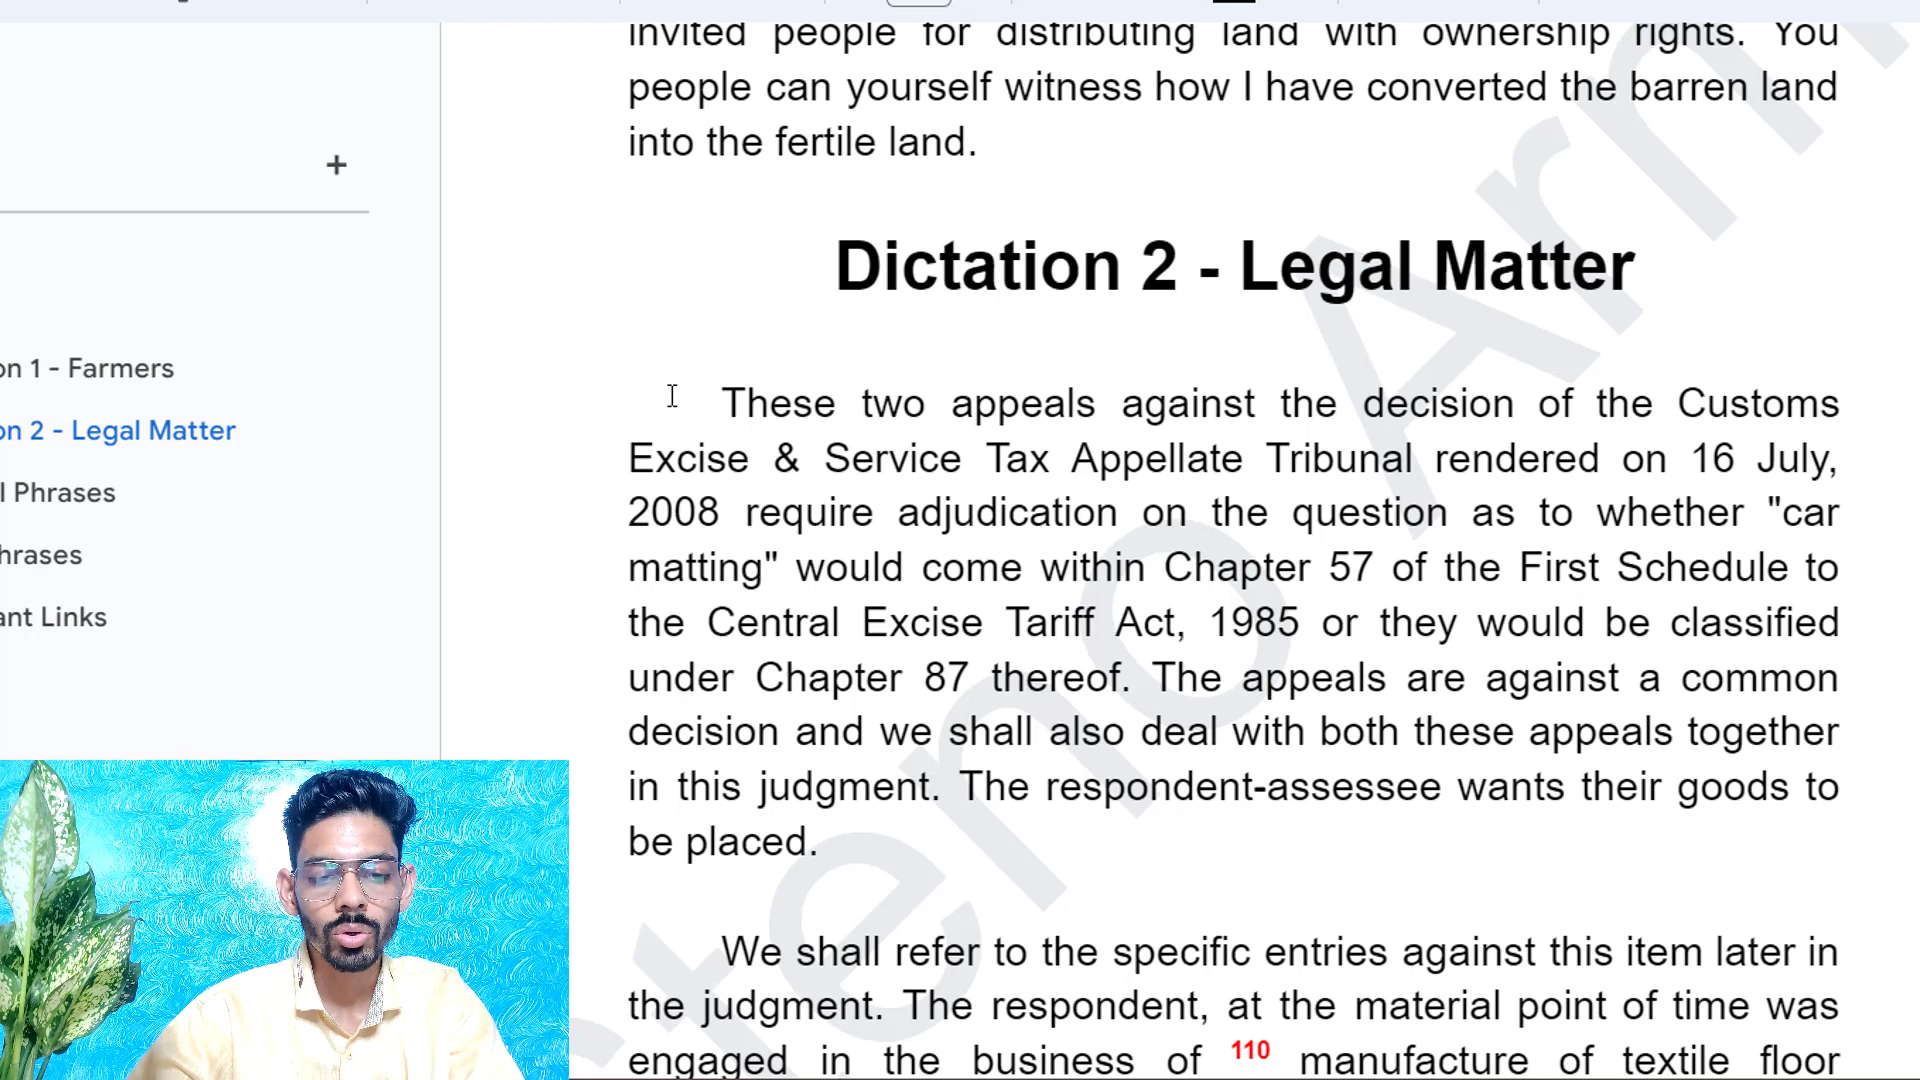 invited people for distributing land with ownership rights. You
people can yourself witness how I have converted the barren land
into the fertile land.
Dictation 2 - Legal Matter
on 1 - Farmers
on 2 - Legal Matter
l Phrases
hrases
ant Links
These two appeals against the decision of the Customs
Excise & Service Tax Appellate Tribunal rendered on 16 July,
2008 require adjudication on the question as to whether "car
matting" would come within Chapter 57 of the First Schedule to
the Central Excise Tariff Act, 1985 or they would be classified
under Chapter 87 thereof. The appeals are against a common
decision and we shall also deal with both these appeals together
in this judgment. The respondent-assessee wants their goods to
be placed.
We shall refer to the specific entries against this item later in
the judgment. The respondent, at the material point of time was
engaged in the business of 110 manufacture of textile floor